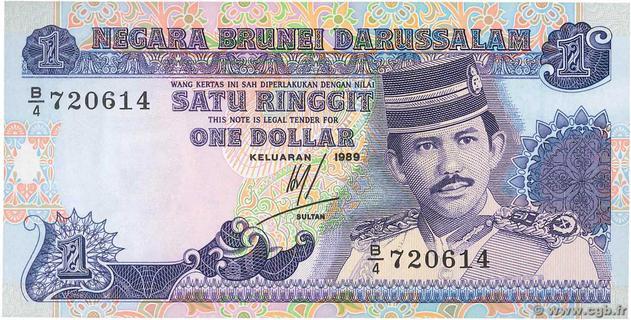 1 NEGARA BRUNEI DARUSSALAM 1
WANG KERTAS INI SAH DIPERLAKUKAN DENGAN NILAI
B/4 720614
SATU RINGGIT
THIS NOTE IS LEGAL TENDER FOR
ONE DOLLAR
KELUARAN 1989
SULTAN
1
B/4 720614
© www.cgb.fr